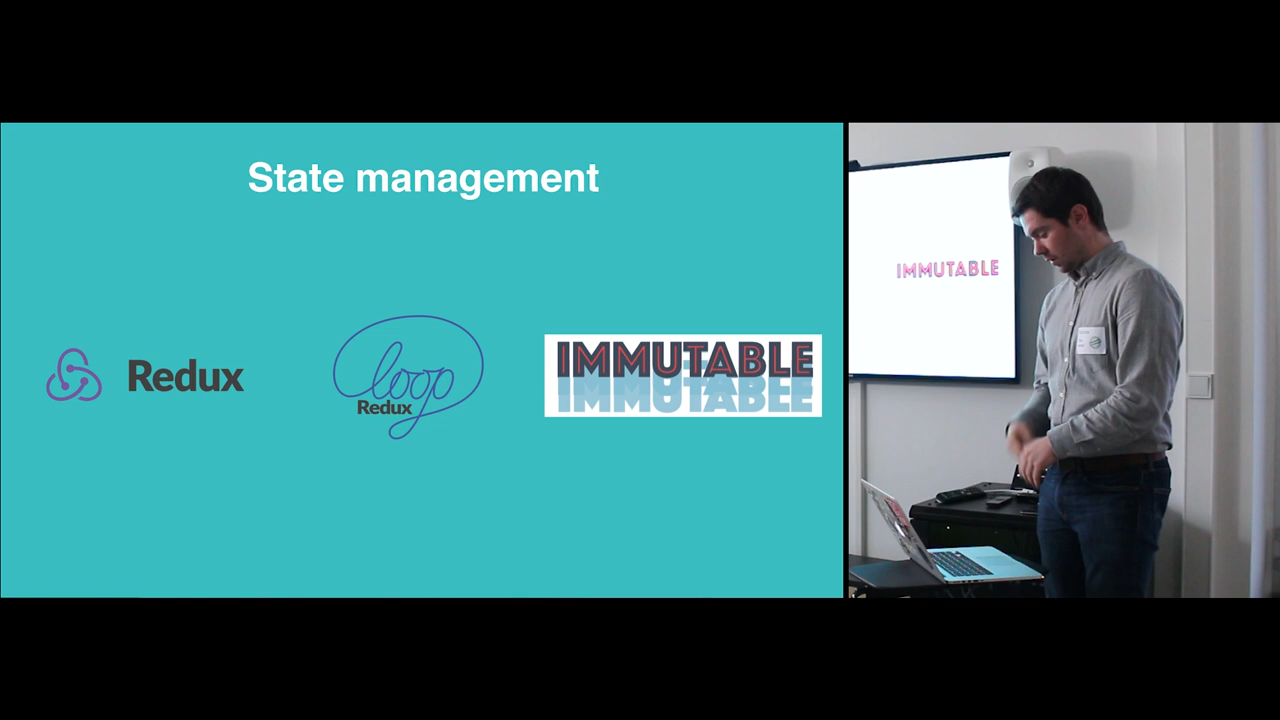 State management
Redux
loop
Redux
IMMUTABLE
IMMUTABLE
IMMUTABLE